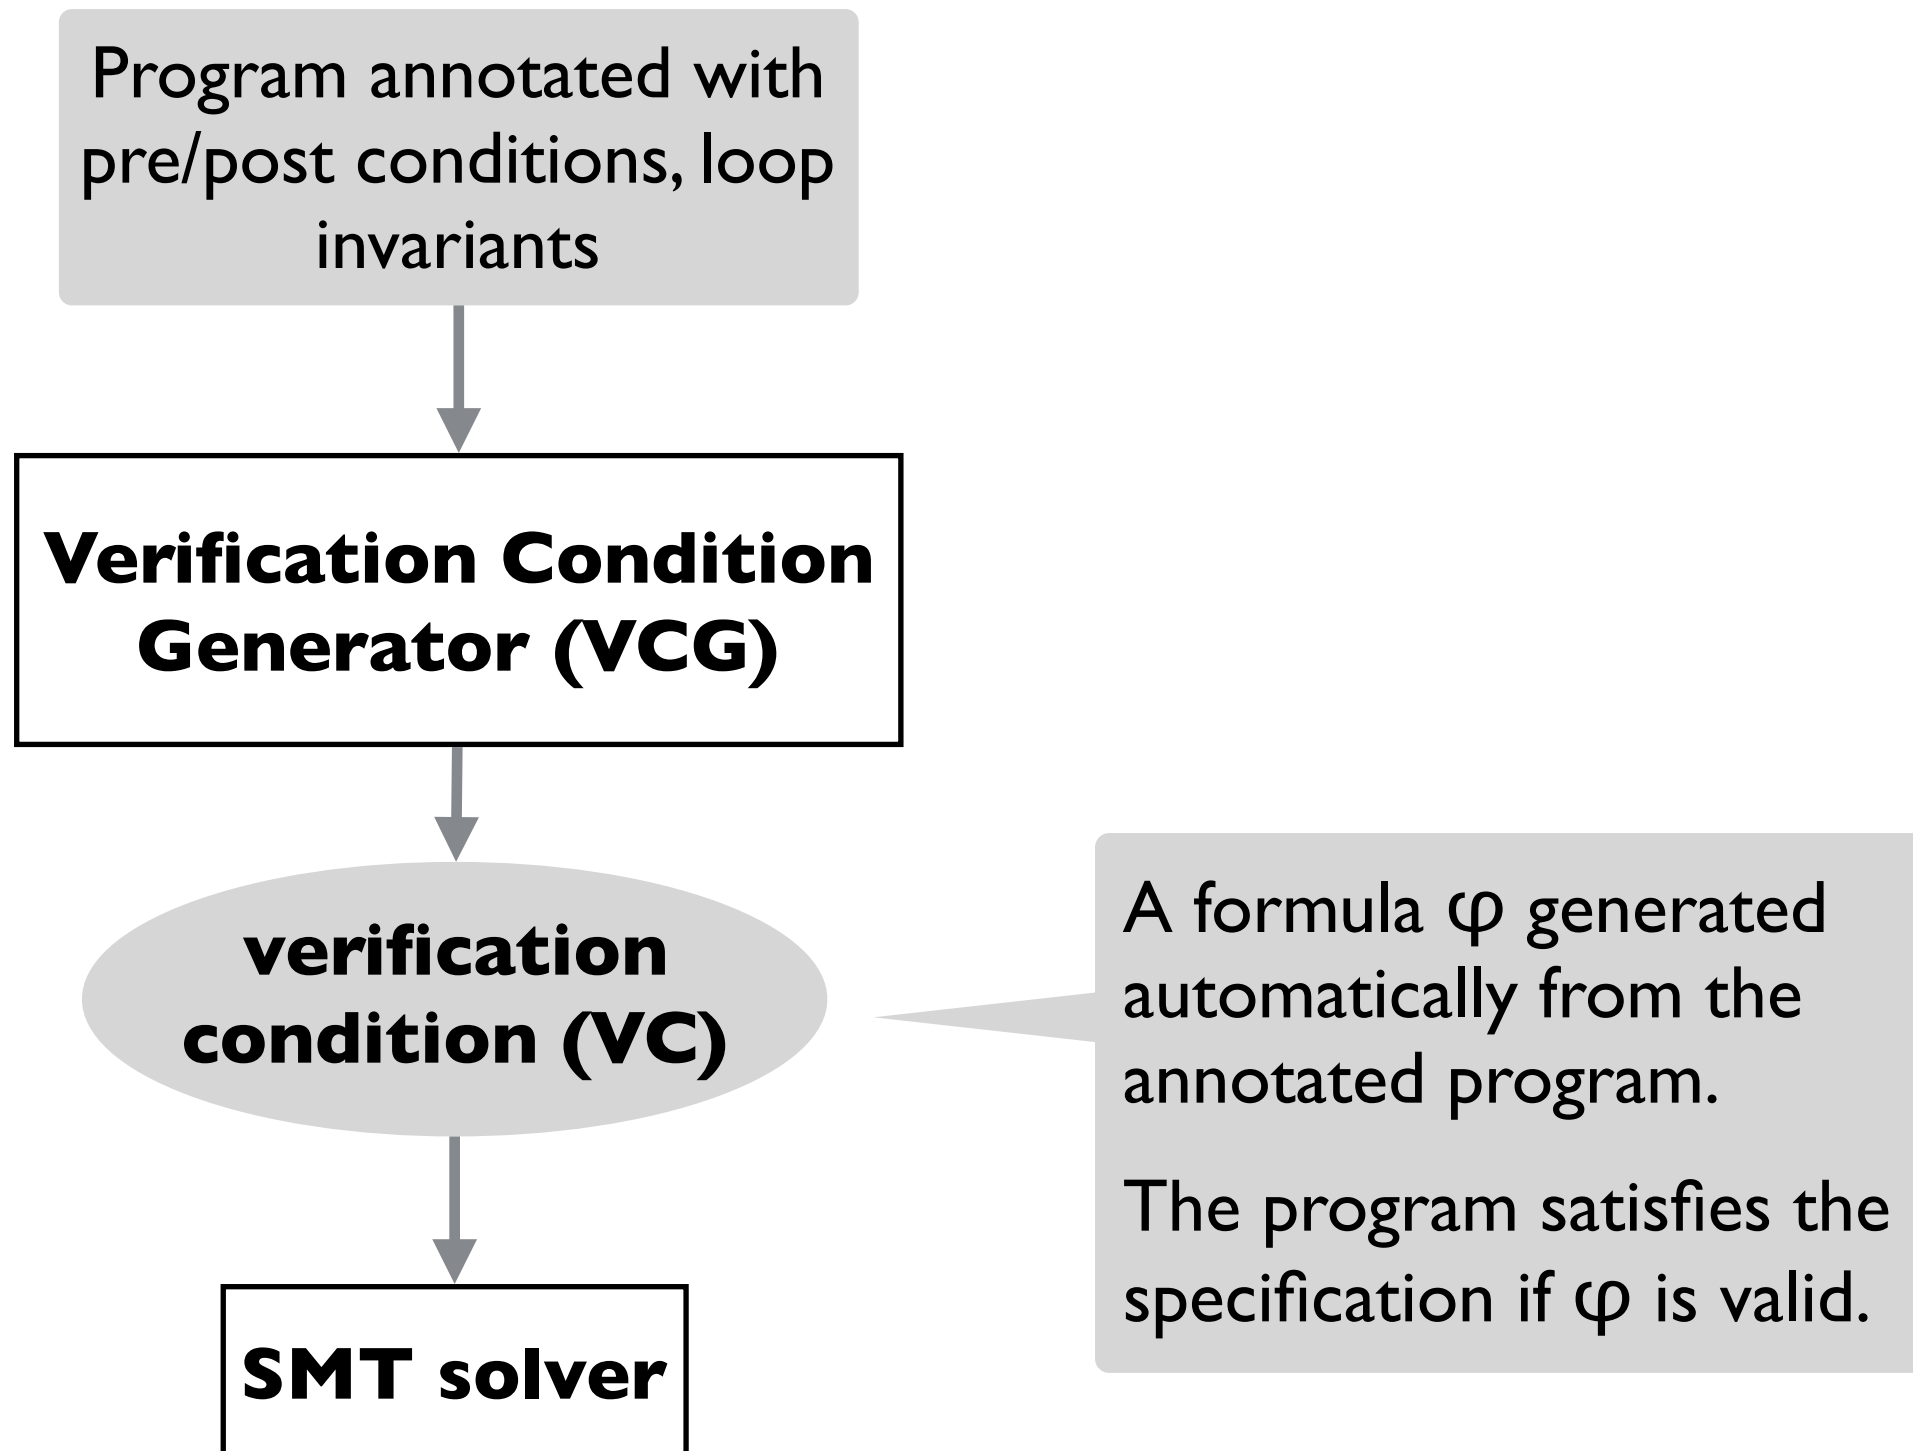 Program annotated with
pre/post conditions, loop
invariants
Verification Condition
Generator (VCG)
verification
condition (VC)
A formula φ generated
automatically from the
annotated program.
The program satisfies the
specification if φ is valid.
SMT solver